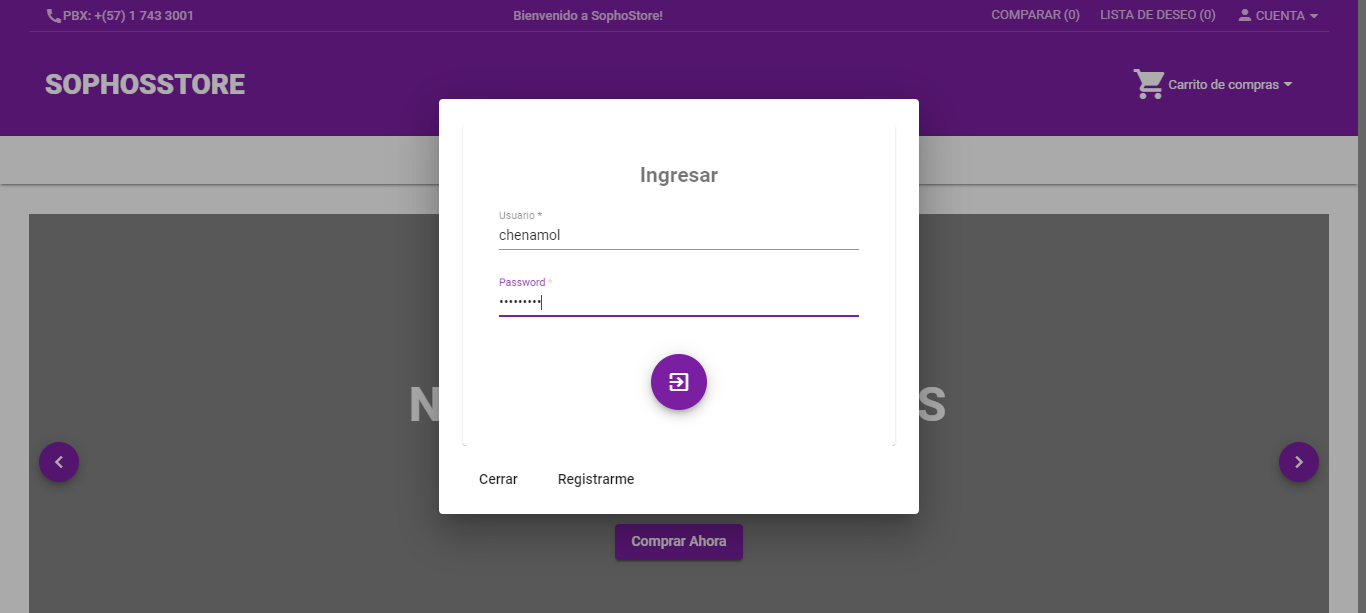 PBX: +(57) 1 743 3001
Bienvenido a SophoStore!
COMPARAR (0)
LISTA DE DESEO (0)
CUENTA
SOPHOSSTORE
Carrito de compras
Ingresar
Usuario *
chenamol
Password *
•••••••••
Cerrar
Registrarme
Comprar Ahora